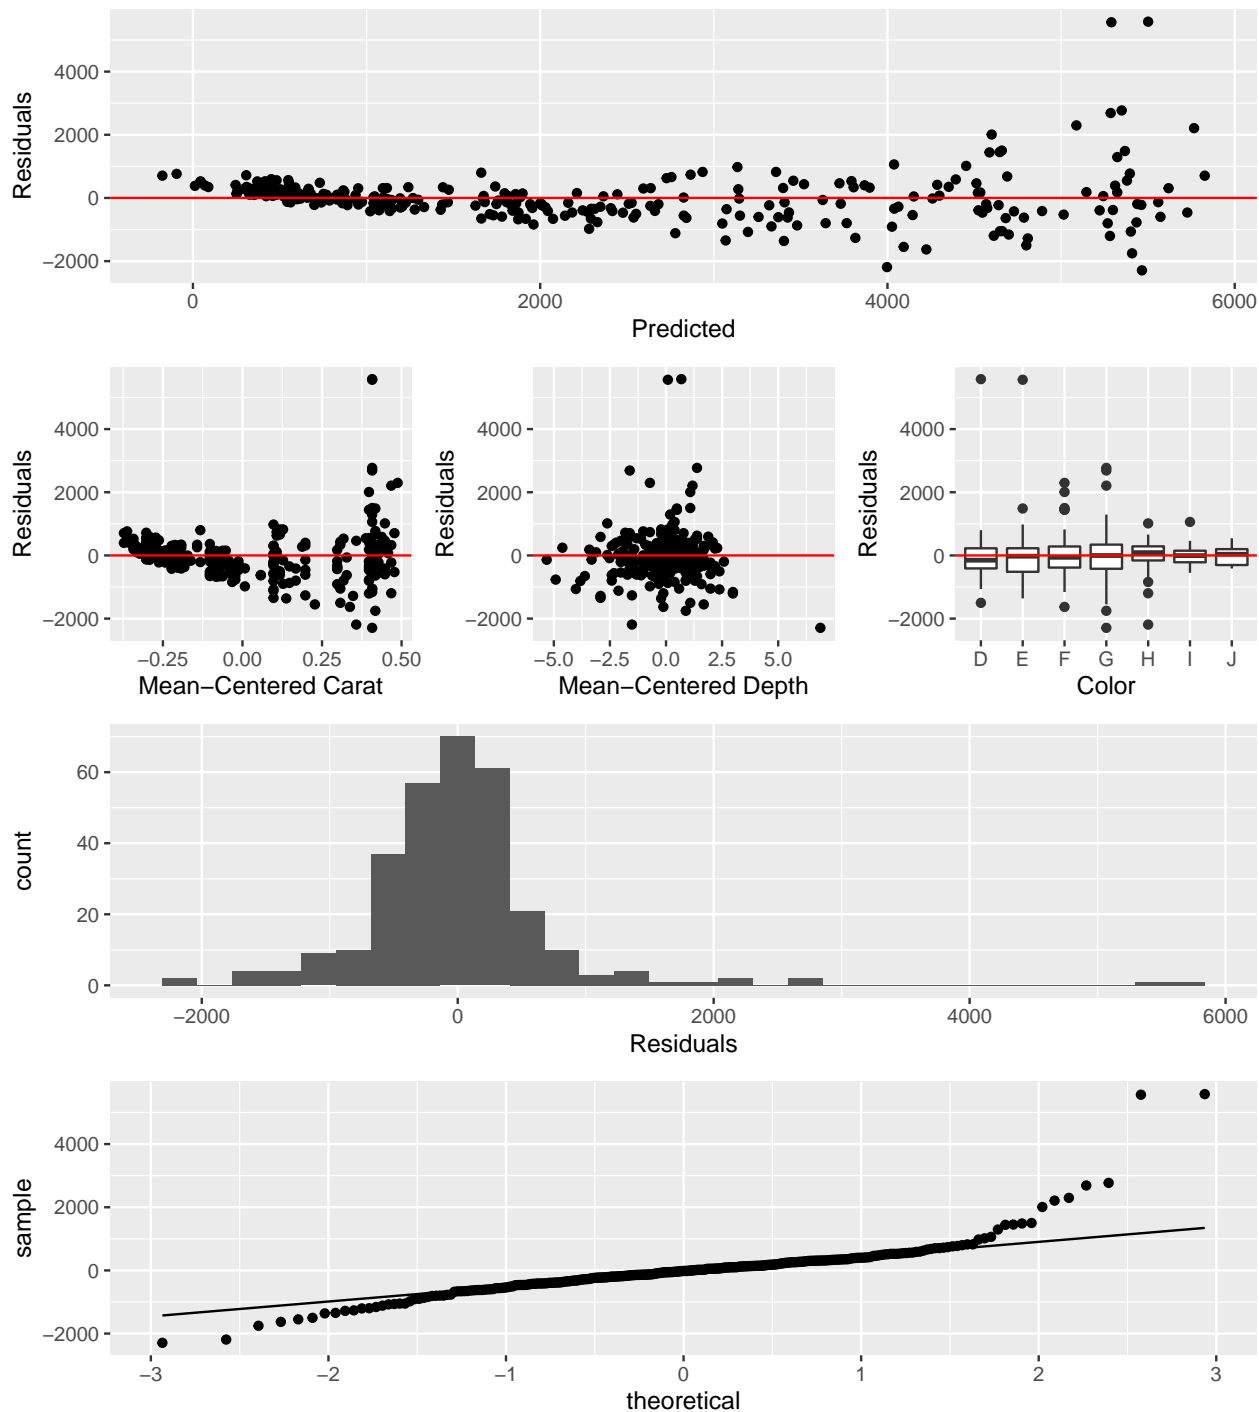 Residuals
4000
2000
0
−2000
0 2000 4000 6000
Predicted
Residuals
4000
2000
0
−2000
−0.25 0.00 0.25 0.50
Mean−Centered Carat
Residuals
4000
2000
0
−2000
−5.0 −2.5 0.0 2.5 5.0
Mean−Centered Depth
Residuals
4000
2000
0
−2000
D E F G H I J
Color
count
60
40
20
0
−2000 0 2000 4000 6000
Residuals
sample
4000
2000
0
−2000
−3 −2 −1 0 1 2 3
theoretical